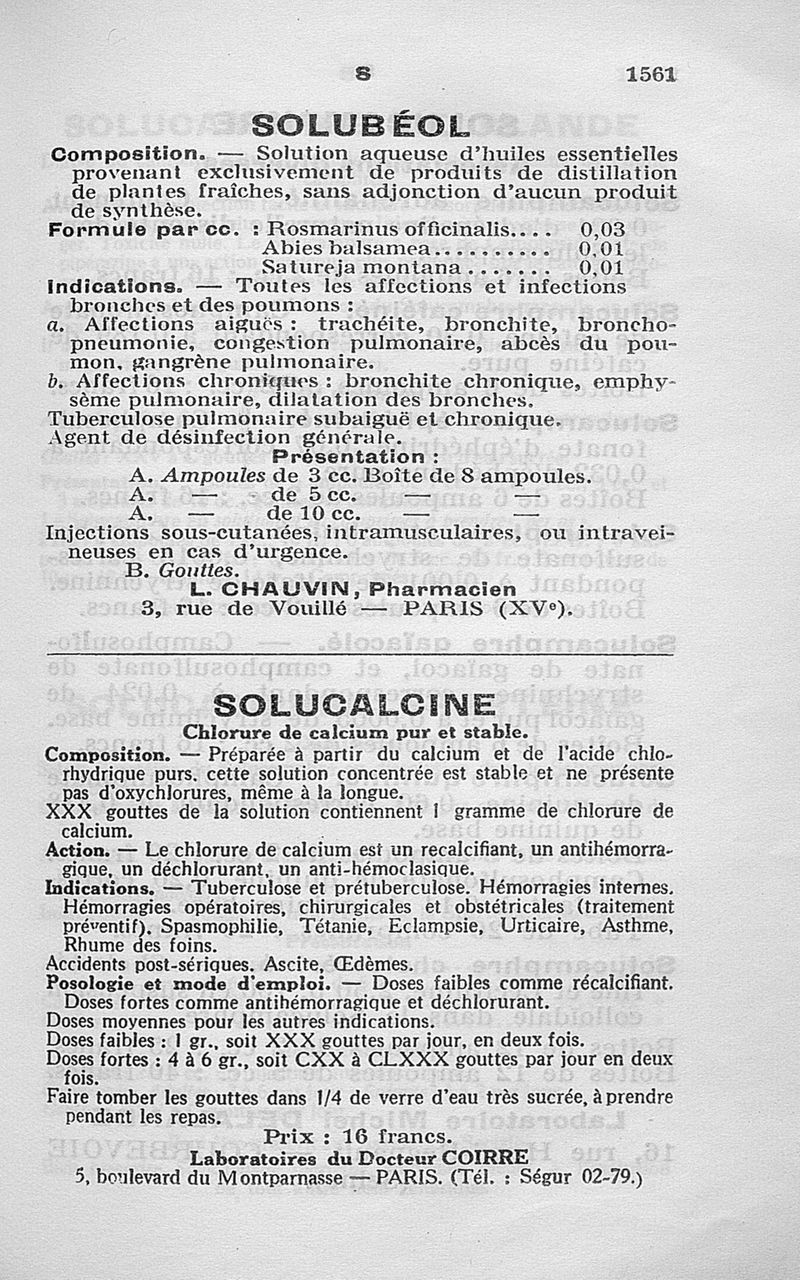 S 1561
SOLUBÉOL
Composition. — Solution aqueuse d'huiles essentielles
provenant exclusivement de produits de distillation
de plantes fraîches, sans adjonction d'aucun produit
de synthèse.
Formule par cc. : Rosmarinus officinalis.... 0,03
Abies balsamea........... 0,01
Satureja montana....... 0,01
Indications. — Toutes les affections et infections
bronches et des poumons :
a. Affections aiguës : trachéite, bronchite, broncho-
pneumonie, congestion pulmonaire, abcès du pou-
mon, gangrène pulmonaire.
b. Affections chroniques : bronchite chronique, emphy-
sème pulmonaire, dilatation des bronches.
Tuberculose pulmonaire subaiguë et chronique.
Agent de désinfection générale.
Présentation :
A. Ampoules de 3 cc. Boîte de 8 ampoules.
A. — de 5 cc. — —
A. — de 10 cc. — —
Injections sous-cutanées, intramusculaires, ou intravei-
neuses en cas d'urgence.
B. Gouttes.
L. CHAUVIN, Pharmacien
3, rue de Vouillé — PARIS (XVe).
SOLUCALCINE
Chlorure de calcium pur et stable.
Composition. — Préparée à partir du calcium et de l'acide chlo-
rhydrique purs. cette solution concentrée est stable et ne présente
pas d'oxychlorures, même à la longue.
XXX gouttes de la solution contiennent 1 gramme de chlorure de
calcium.
Action. — Le chlorure de calcium est un recalcifiant, un antihémorra-
gique, un déchlorurant, un anti-hémoclasique.
Indications. — Tuberculose et prétuberculose. Hémorragies internes.
Hémorragies opératoires, chirurgicales et obstétricales (traitement
préventif). Spasmophilie, Tétanie, Eclampsie, Urticaire, Asthme,
Rhume des foins.
Accidents post-sériques. Ascite, Œdèmes.
Posologie et mode d'emploi. — Doses faibles comme récalcifiant.
Doses fortes comme antihémorragique et déchlorurant.
Doses moyennes pour les autres indications.
Doses faibles : 1 gr., soit XXX gouttes par jour, en deux fois.
Doses fortes : 4 à 6 gr., soit CXX à CLXXX gouttes par jour en deux
fois.
Faire tomber les gouttes dans 1/4 de verre d'eau très sucrée, à prendre
pendant les repas.
Prix : 16 francs.
Laboratoires du Docteur COIRRE
5, boulevard du Montparnasse — PARIS. (Tél. : Ségur 02-79.)